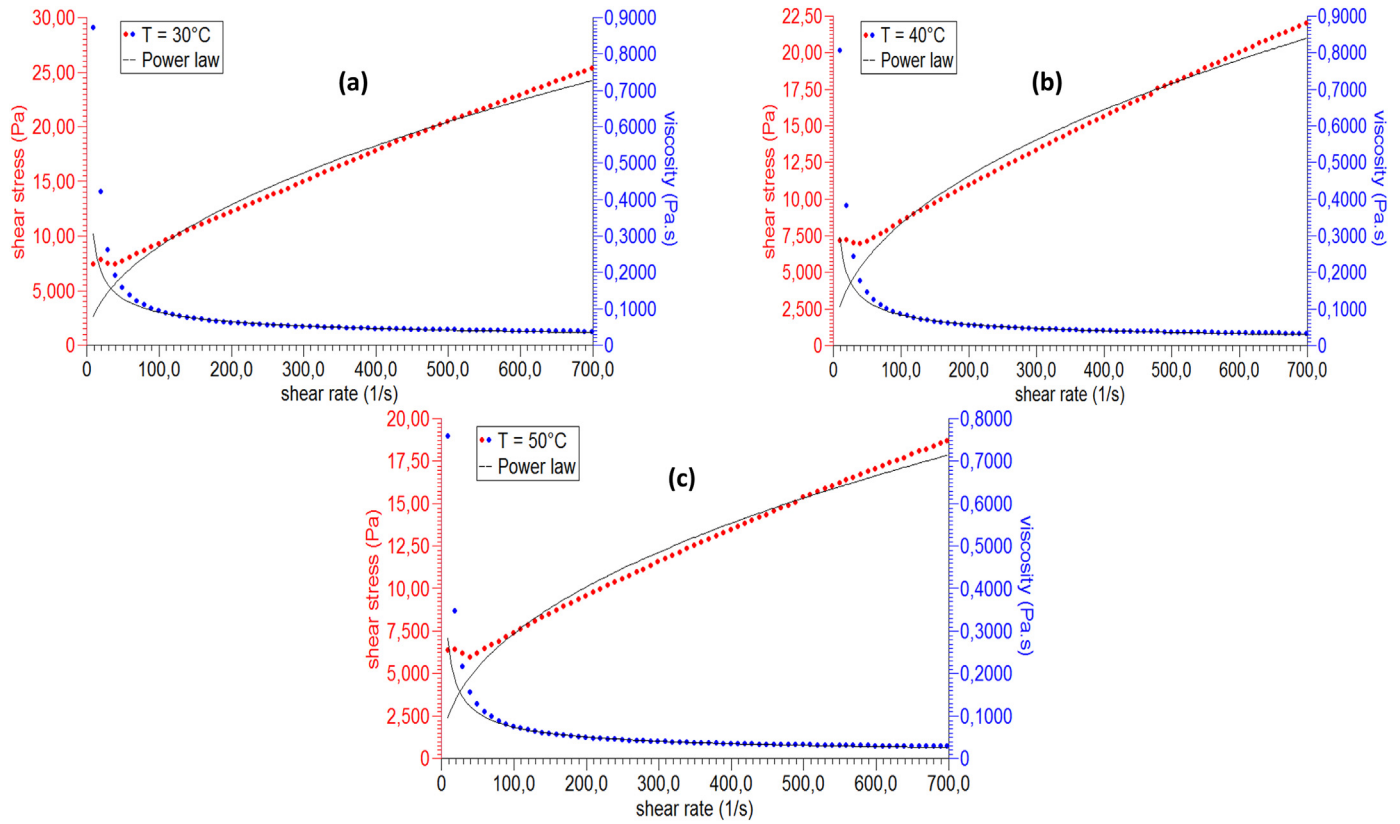 T = 30°C
Power law
(a)
shear stress (Pa)
30,00
25,00
20,00
15,00
10,00
5,000
0
viscosity (Pa.s)
0,9000
0,8000
0,7000
0,6000
0,5000
0,4000
0,3000
0,2000
0,1000
0
0 100,0 200,0 300,0 400,0 500,0 600,0 700,0
shear rate (1/s)
T = 40°C
Power law
(b)
shear stress (Pa)
22,50
20,00
17,50
15,00
12,50
10,00
7,500
5,000
2,500
0
viscosity (Pa.s)
0,9000
0,8000
0,7000
0,6000
0,5000
0,4000
0,3000
0,2000
0,1000
0
0 100,0 200,0 300,0 400,0 500,0 600,0 700,0
shear rate (1/s)
T = 50°C
Power law
(c)
shear stress (Pa)
20,00
17,50
15,00
12,50
10,00
7,500
5,000
2,500
0
viscosity (Pa.s)
0,8000
0,7000
0,6000
0,5000
0,4000
0,3000
0,2000
0,1000
0
0 100,0 200,0 300,0 400,0 500,0 600,0 700,0
shear rate (1/s)